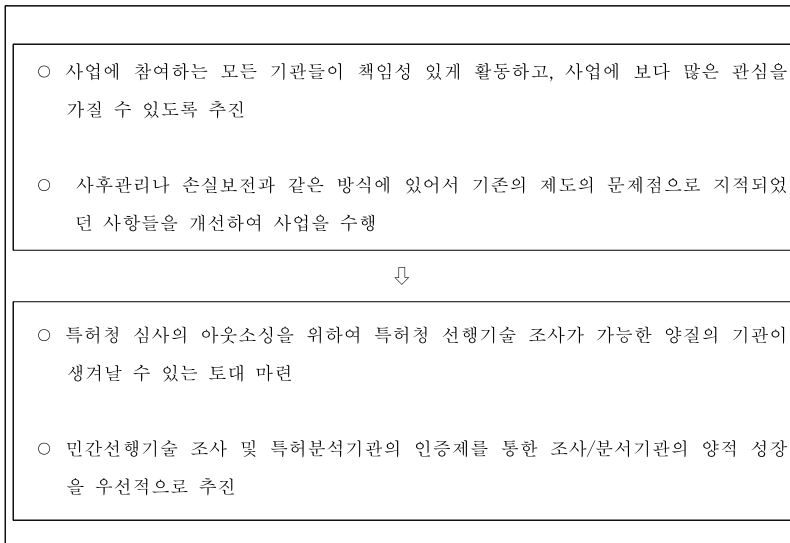 ○ 사업에 참여하는 모든 기관들이 책임성 있게 활동하고, 사업에 보다 많은 관심을
가질 수 있도록 추진
○ 사후관리나 손실보전과 같은 방식에 있어서 기존의 제도의 문제점으로 지적되었
던 사항들을 개선하여 사업을 수행
⇩
○ 특허청 심사의 아웃소싱을 위하여 특허청 선행기술 조사가 가능한 양질의 기관이
생겨날 수 있는 토대 마련
○ 민간선행기술 조사 및 특허분석기관의 인증제를 통한 조사/분서기관의 양적 성장
을 우선적으로 추진